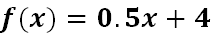 f(x) = 0.5x + 4